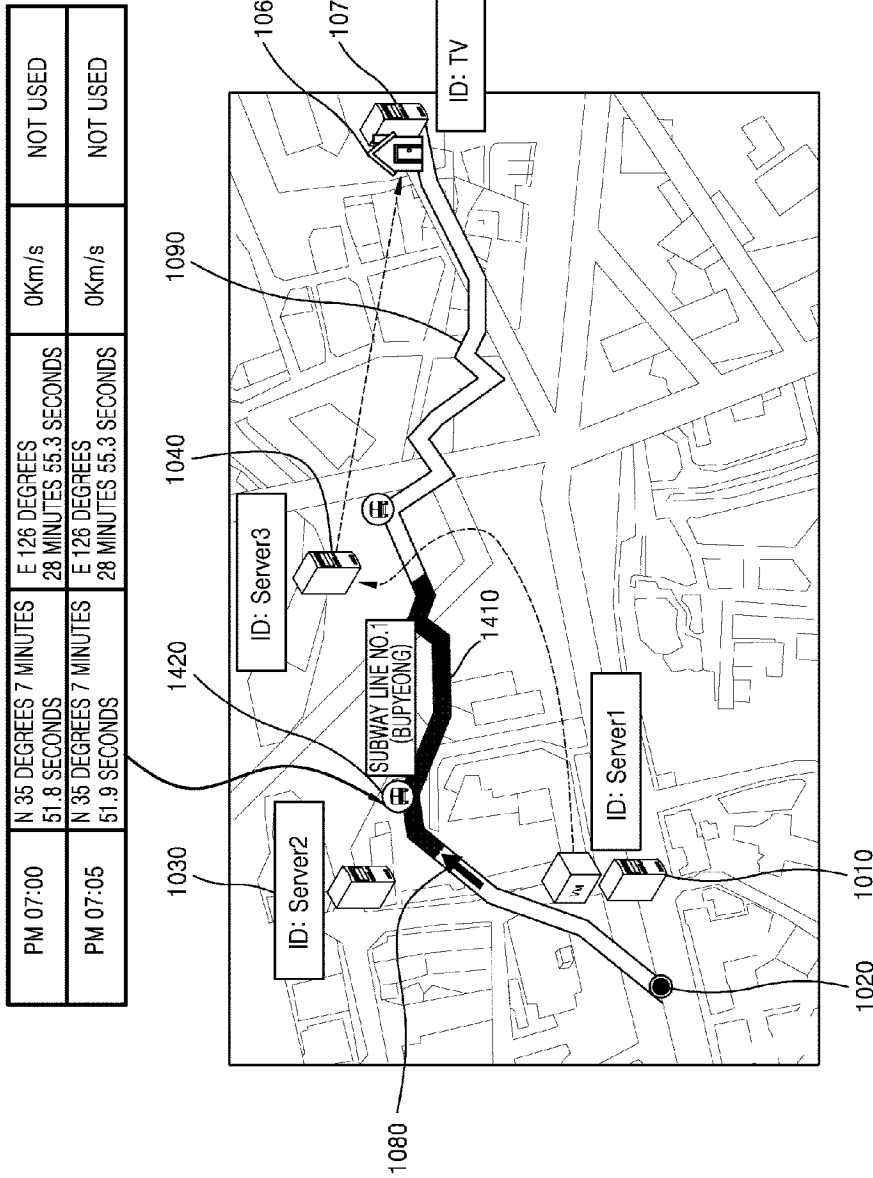 PM 07:00 N 35 DEGREES 7 MINUTES 51.8 SECONDS E 126 DEGREES 28 MINUTES 55.3 SECONDS 0Km/s NOT USED
PM 07:05 N 35 DEGREES 7 MINUTES 51.9 SECONDS E 126 DEGREES 28 MINUTES 55.3 SECONDS 0Km/s NOT USED
1030
1420
1040
1090
106
107
ID: Server2
ID: Server3
ID: TV
SUBWAY LINE NO.1
(BUPYEONG)
1410
VM
ID: Server1
1080
1020
1010